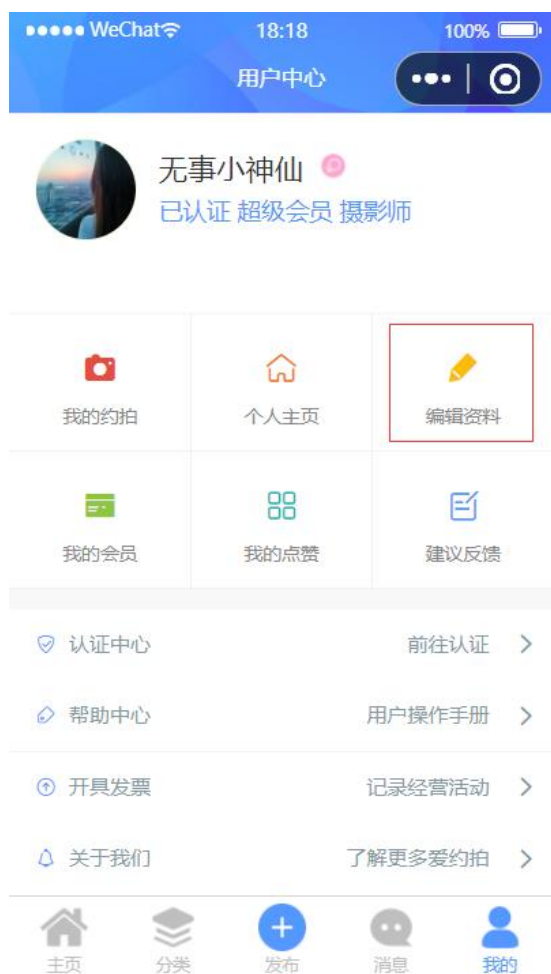 WeChat 18:18 100%
用户中心
无事小神仙
已认证 超级会员 摄影师
我的约拍 个人主页 编辑资料
我的会员 我的点赞 建议反馈
认证中心 前往认证
帮助中心 用户操作手册
开具发票 记录经营活动
关于我们 了解更多爱约拍
主页 分类 发布 消息 我的